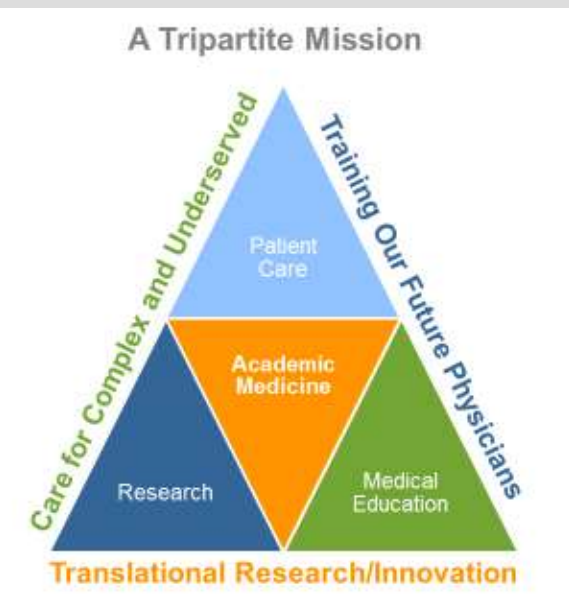 A Tripartite Mission
Care for Complex and Underserved
Training Our Future Physicians
Patient
Care
Academic
Medicine
Research
Medical
Education
Translational Research/Innovation